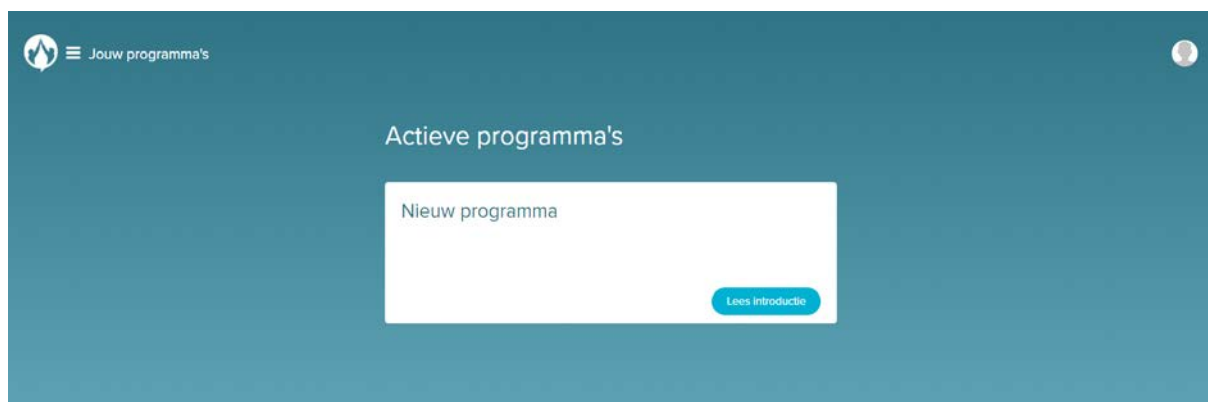 Jouw programma's
Actieve programma's
Nieuw programma
Lees introductie